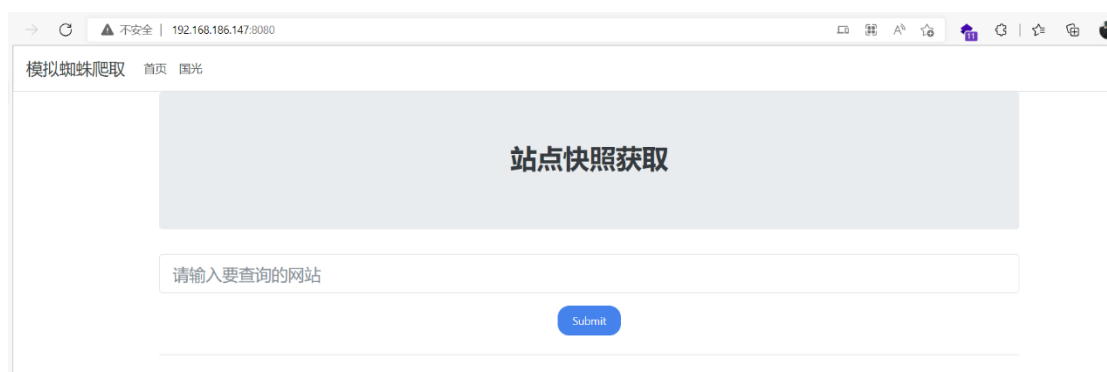 不安全 | 192.168.186.147:8080
11
模拟蜘蛛爬取 首页 国光
站点快照获取
请输入要查询的网站
Submit